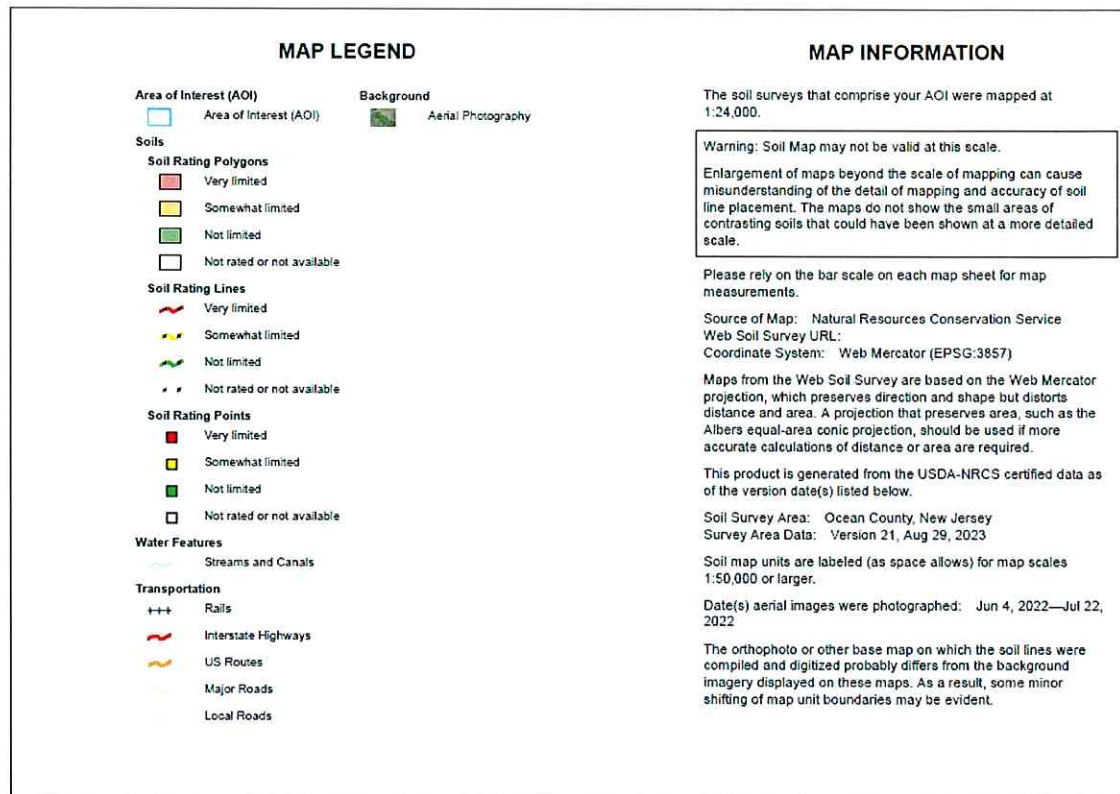 MAP LEGEND
Area of Interest (AOI)
Area of Interest (AOI)
Background
Aerial Photography
Soils
Soil Rating Polygons
Very limited
Somewhat limited
Not limited
Not rated or not available
Soil Rating Lines
Very limited
Somewhat limited
Not limited
Not rated or not available
Soil Rating Points
Very limited
Somewhat limited
Not limited
Not rated or not available
Water Features
Streams and Canals
Transportation
Rails
Interstate Highways
US Routes
Major Roads
Local Roads
MAP INFORMATION
The soil surveys that comprise your AOI were mapped at
1:24,000.
Warning: Soil Map may not be valid at this scale.
Enlargement of maps beyond the scale of mapping can cause
misunderstanding of the detail of mapping and accuracy of soil
line placement. The maps do not show the small areas of
contrasting soils that could have been shown at a more detailed
scale.
Please rely on the bar scale on each map sheet for map
measurements.
Source of Map: Natural Resources Conservation Service
Web Soil Survey URL:
Coordinate System: Web Mercator (EPSG:3857)
Maps from the Web Soil Survey are based on the Web Mercator
projection, which preserves direction and shape but distorts
distance and area. A projection that preserves area, such as the
Albers equal-area conic projection, should be used if more
accurate calculations of distance or area are required.
This product is generated from the USDA-NRCS certified data as
of the version date(s) listed below.
Soil Survey Area: Ocean County, New Jersey
Survey Area Data: Version 21, Aug 29, 2023
Soil map units are labeled (as space allows) for map scales
1:50,000 or larger.
Date(s) aerial images were photographed: Jun 4, 2022—Jul 22,
2022
The orthophoto or other base map on which the soil lines were
compiled and digitized probably differs from the background
imagery displayed on these maps. As a result, some minor
shifting of map unit boundaries may be evident.